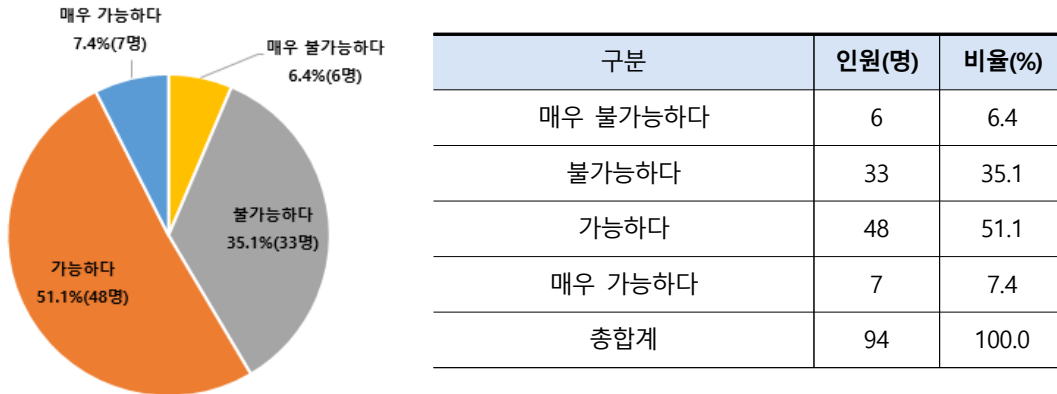 매우 가능하다
7.4%(7명)
매우 불가능하다
6.4%(6명)
불가능하다
35.1%(33명)
가능하다
51.1%(48명)
구분 인원(명) 비율(%)
매우 불가능하다 6 6.4
불가능하다 33 35.1
가능하다 48 51.1
매우 가능하다 7 7.4
총합계 94 100.0